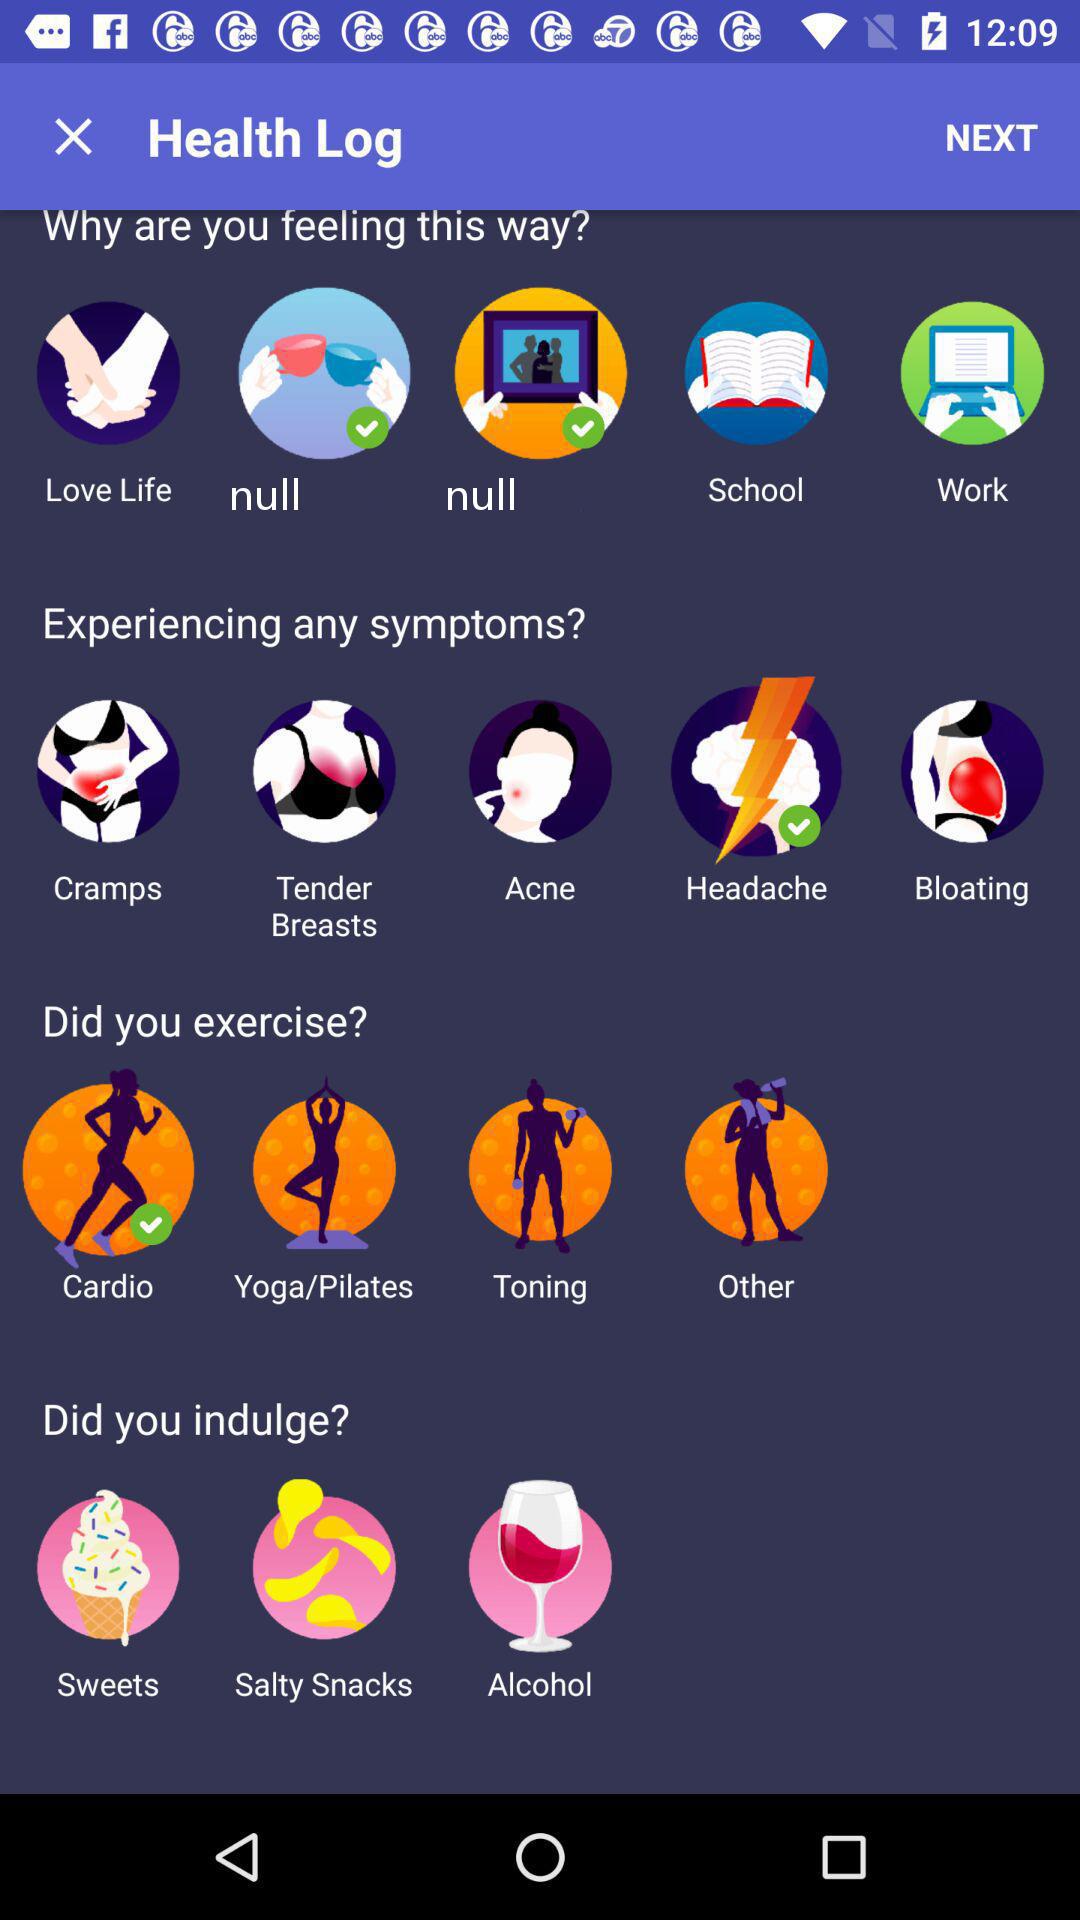 12:09
Health Log
NEXT
Why are you feeling this way?
Love Life
null
null
School
Work
Experiencing any symptoms?
Cramps
Tender
Breasts
Acne
Headache
Bloating
Did you exercise?
Cardio
Yoga/Pilates
Toning
Other
Did you indulge?
Sweets
Salty Snacks
Alcohol